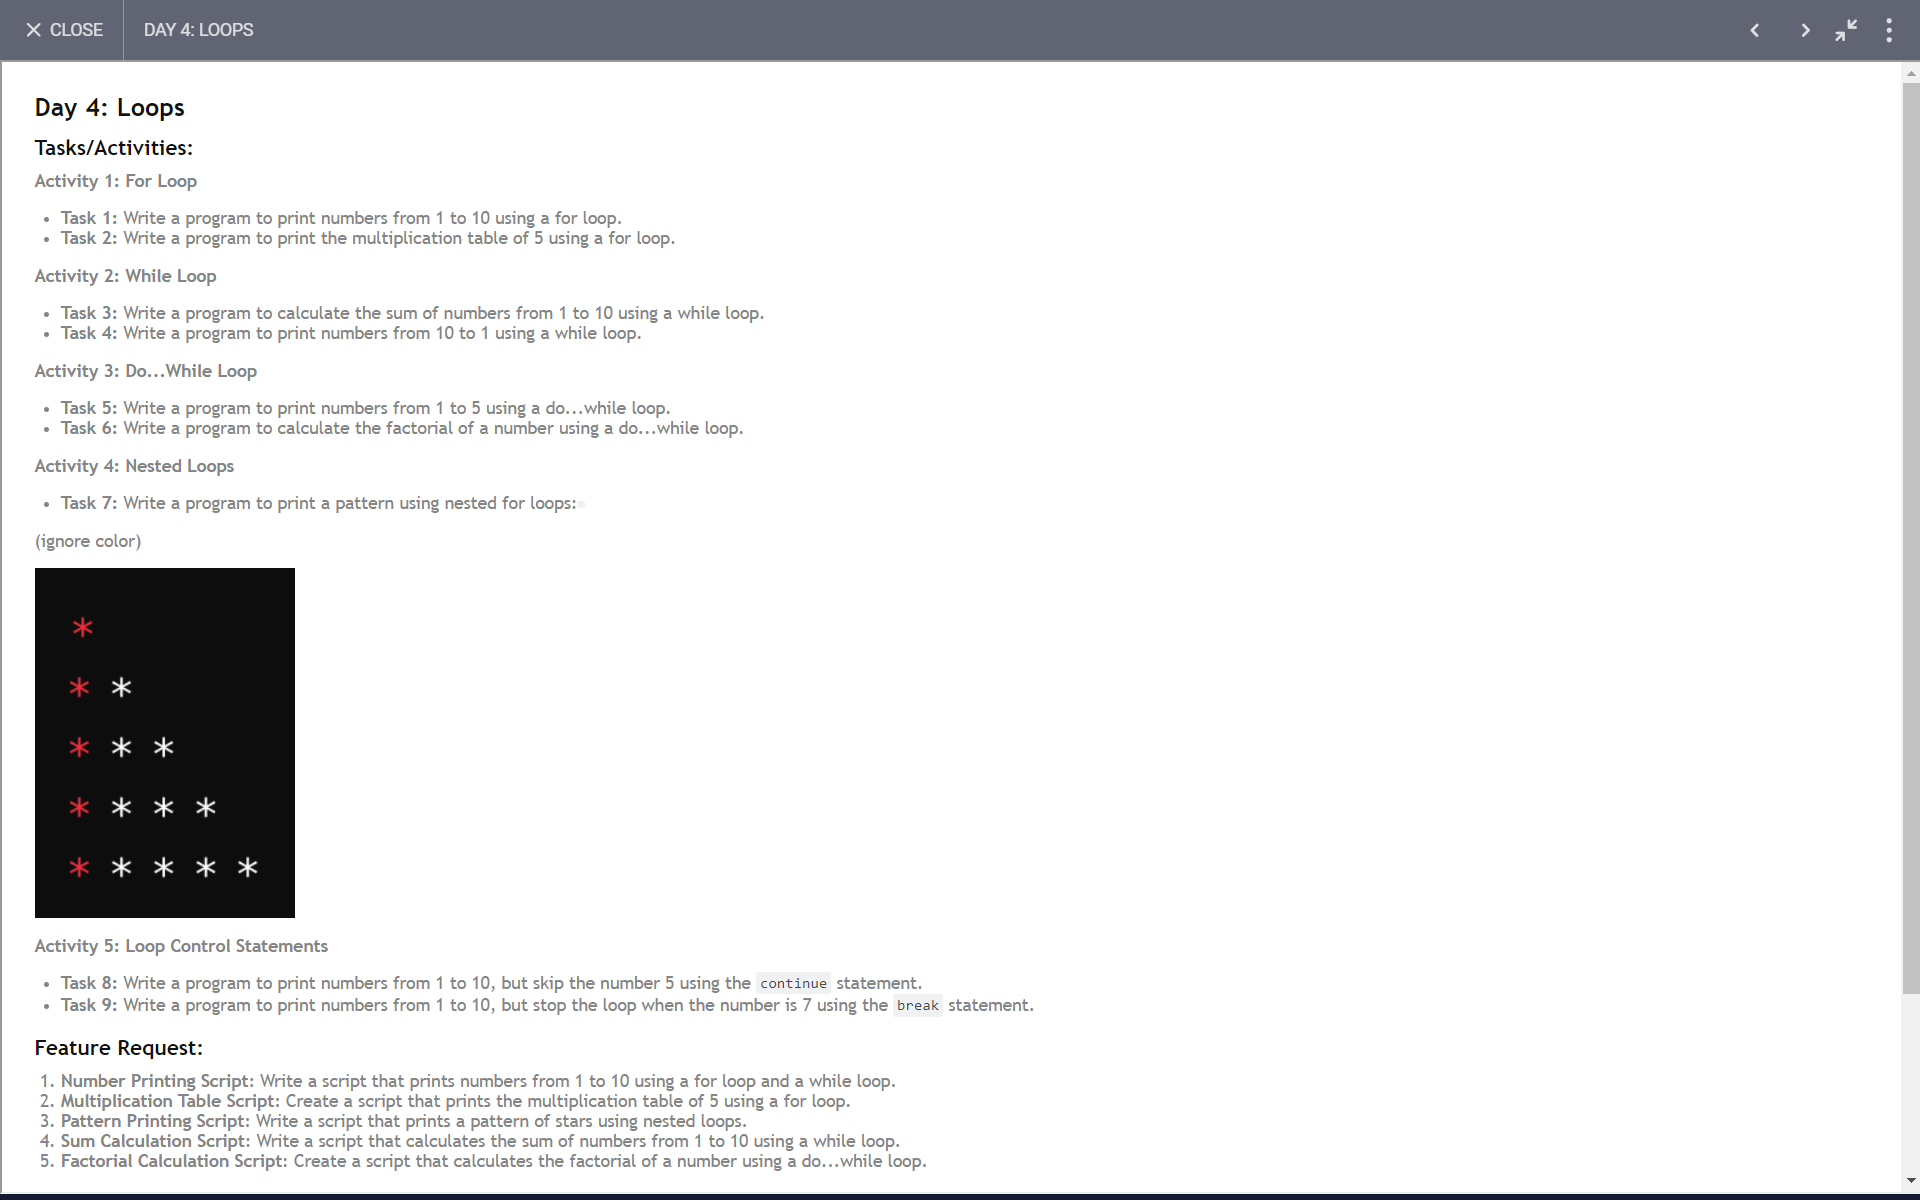 CLOSE DAY 4: LOOPS
Day 4: Loops
Tasks/Activities:
Activity 1: For Loop
• Task 1: Write a program to print numbers from 1 to 10 using a for loop.
• Task 2: Write a program to print the multiplication table of 5 using a for loop.
Activity 2: While Loop
• Task 3: Write a program to calculate the sum of numbers from 1 to 10 using a while loop.
• Task 4: Write a program to print numbers from 10 to 1 using a while loop.
Activity 3: Do...While Loop
• Task 5: Write a program to print numbers from 1 to 5 using a do...while loop.
• Task 6: Write a program to calculate the factorial of a number using a do...while loop.
Activity 4: Nested Loops
• Task 7: Write a program to print a pattern using nested for loops:
(ignore color)
*
* *
* * *
* * * *
* * * * *
Activity 5: Loop Control Statements
• Task 8: Write a program to print numbers from 1 to 10, but skip the number 5 using the continue statement.
• Task 9: Write a program to print numbers from 1 to 10, but stop the loop when the number is 7 using the break statement.
Feature Request:
1. Number Printing Script: Write a script that prints numbers from 1 to 10 using a for loop and a while loop.
2. Multiplication Table Script: Create a script that prints the multiplication table of 5 using a for loop.
3. Pattern Printing Script: Write a script that prints a pattern of stars using nested loops.
4. Sum Calculation Script: Write a script that calculates the sum of numbers from 1 to 10 using a while loop.
5. Factorial Calculation Script: Create a script that calculates the factorial of a number using a do...while loop.